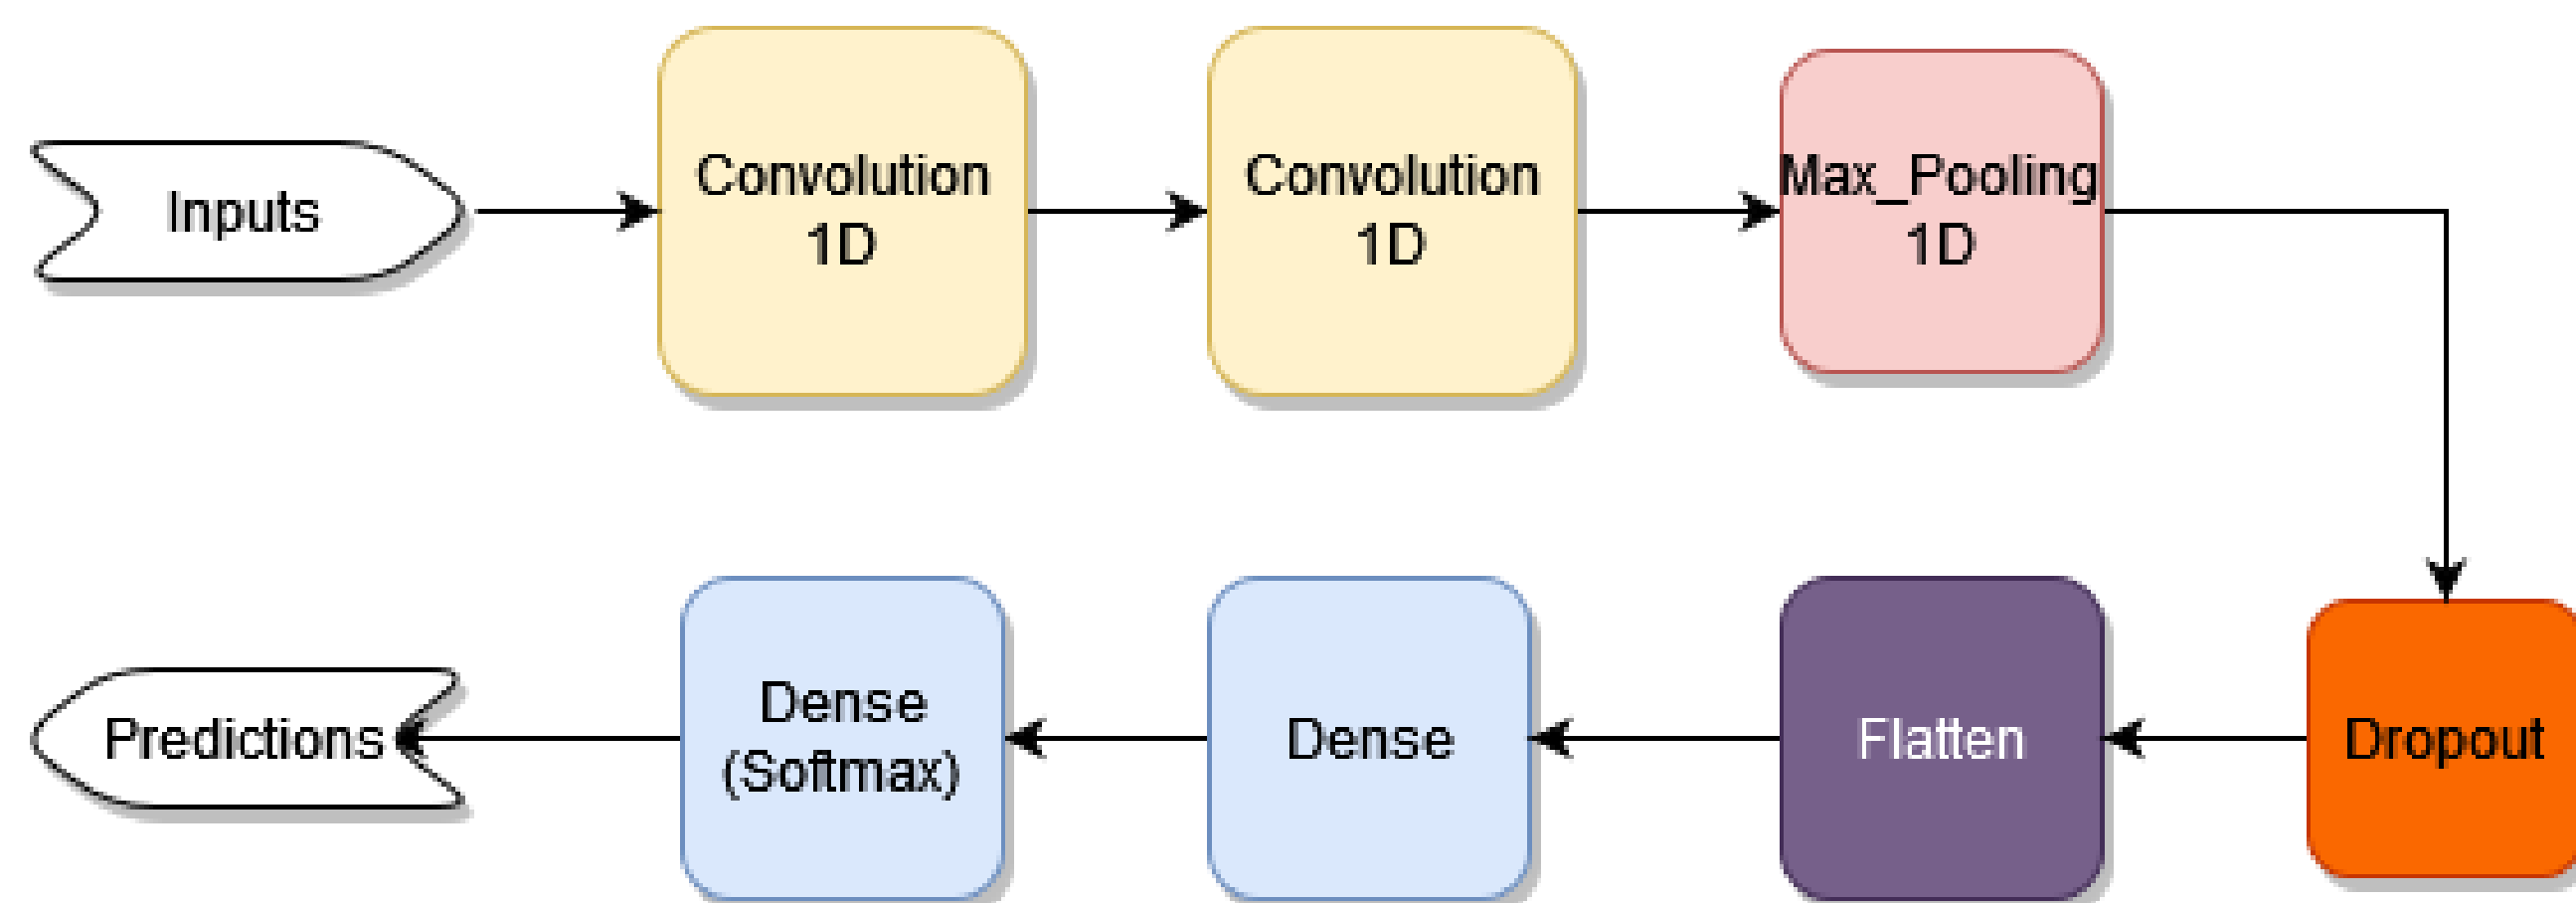 Inputs
Convolution
1D
Convolution
1D
Max_Pooling
1D
Dropout
Flatten
Dense
Dense
(Softmax)
Predictions